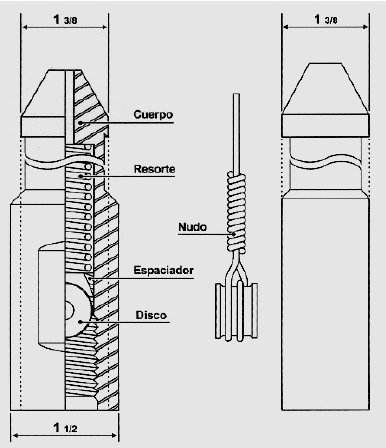 1 3/8
1 3/8
Cuerpo
Resorte
Nudo
Espaciador
Disco
1 1/2